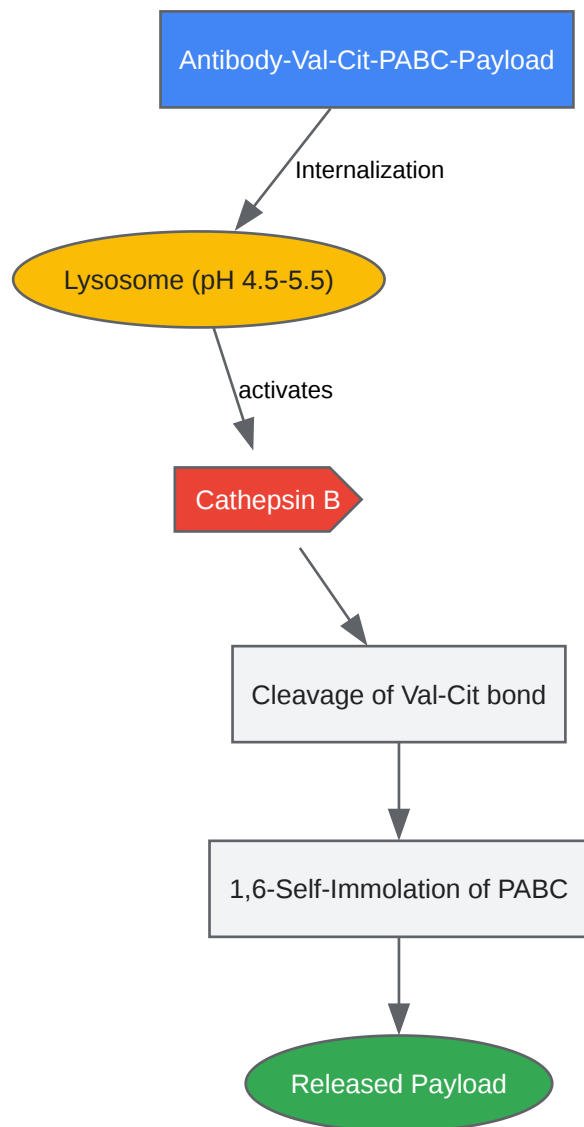 Antibody-Val-Cit-PABC-Payload
Internalization
Lysosome (pH 4.5-5.5)
activates
Cathepsin B
Cleavage of Val-Cit bond
1,6-Self-Immolation of PABC
Released Payload